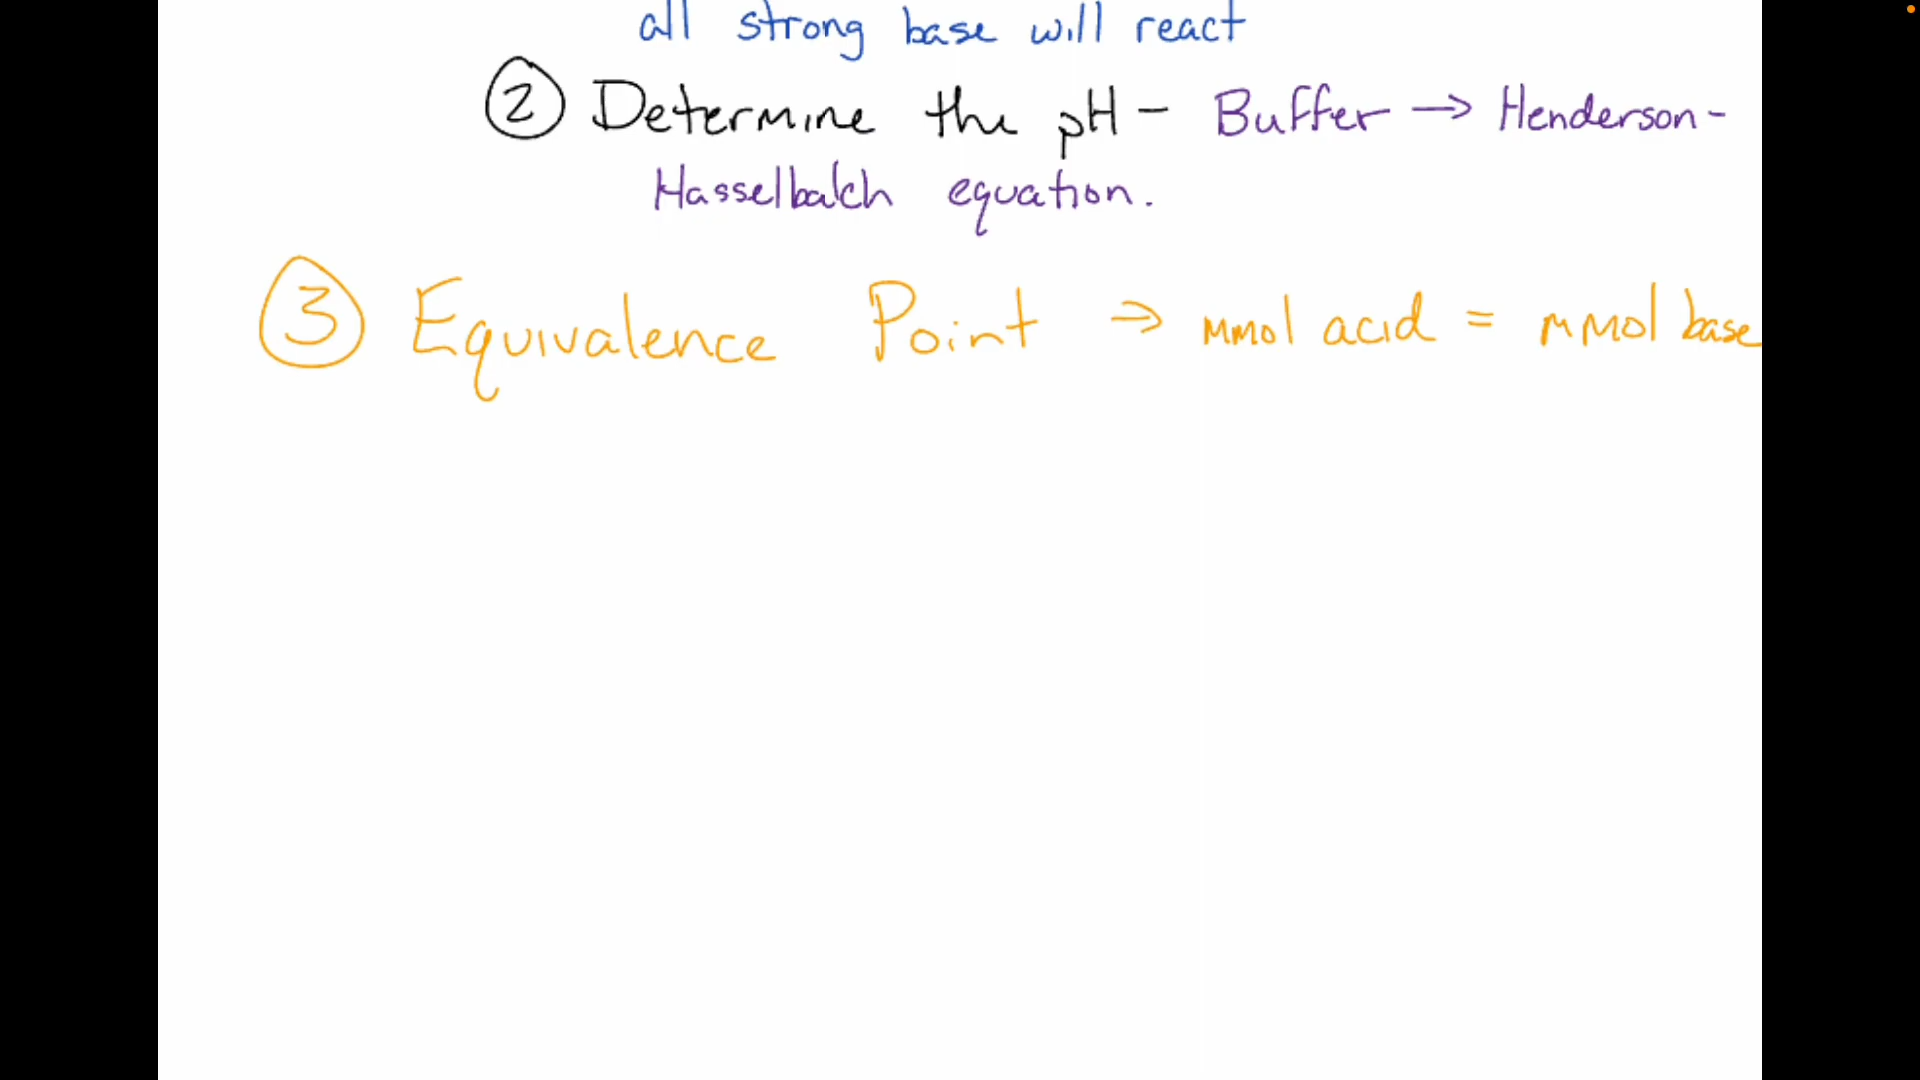 all strong base will react
② Determine the pH - Buffer → Henderson-
Hasselbalch equation.
③ Equivalence Point → mmol acid = mmol base